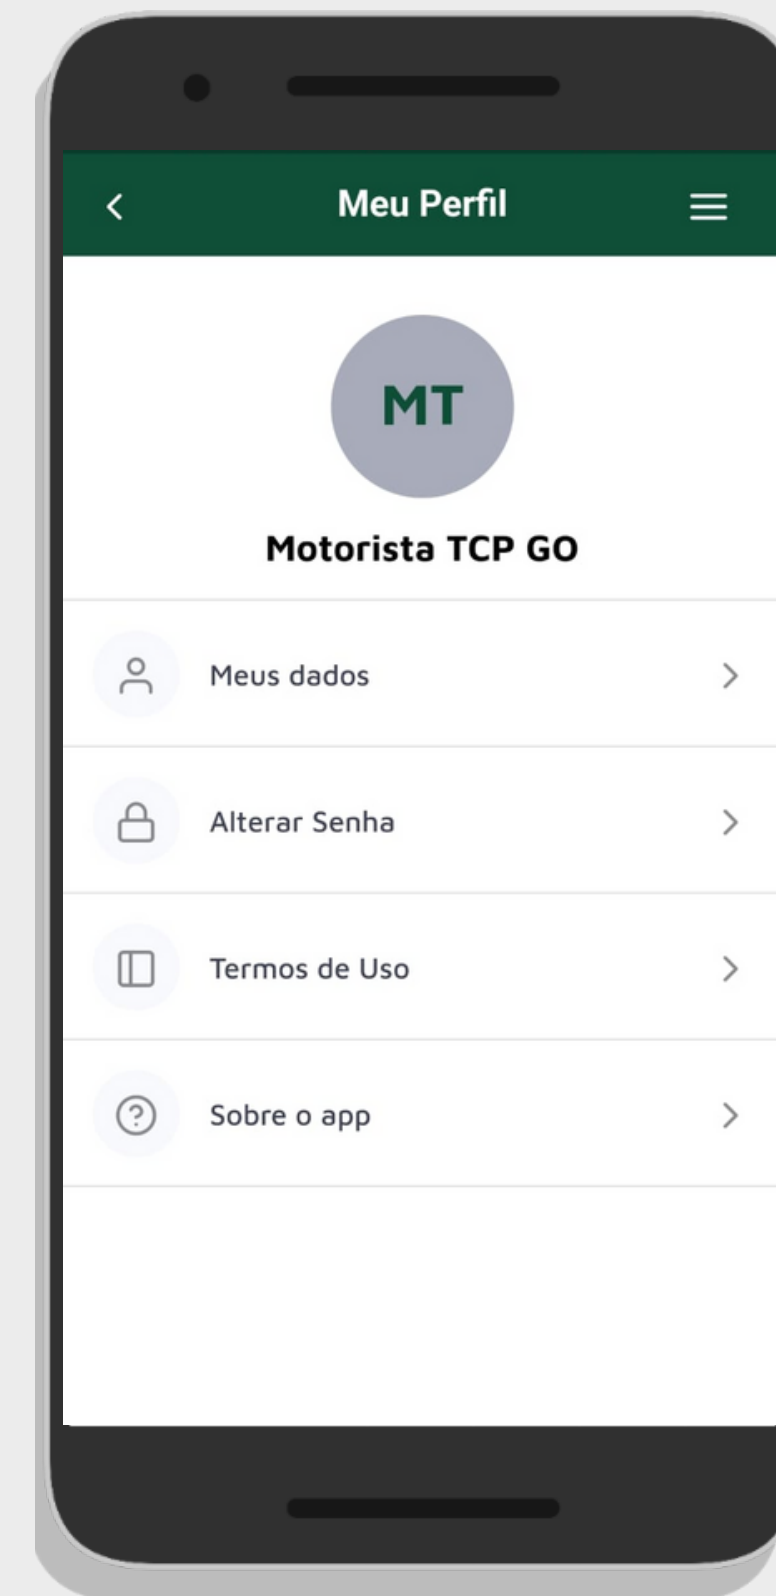 Meu Perfil
MT
Motorista TCP GO
Meus dados
Alterar Senha
Termos de Uso
Sobre o app